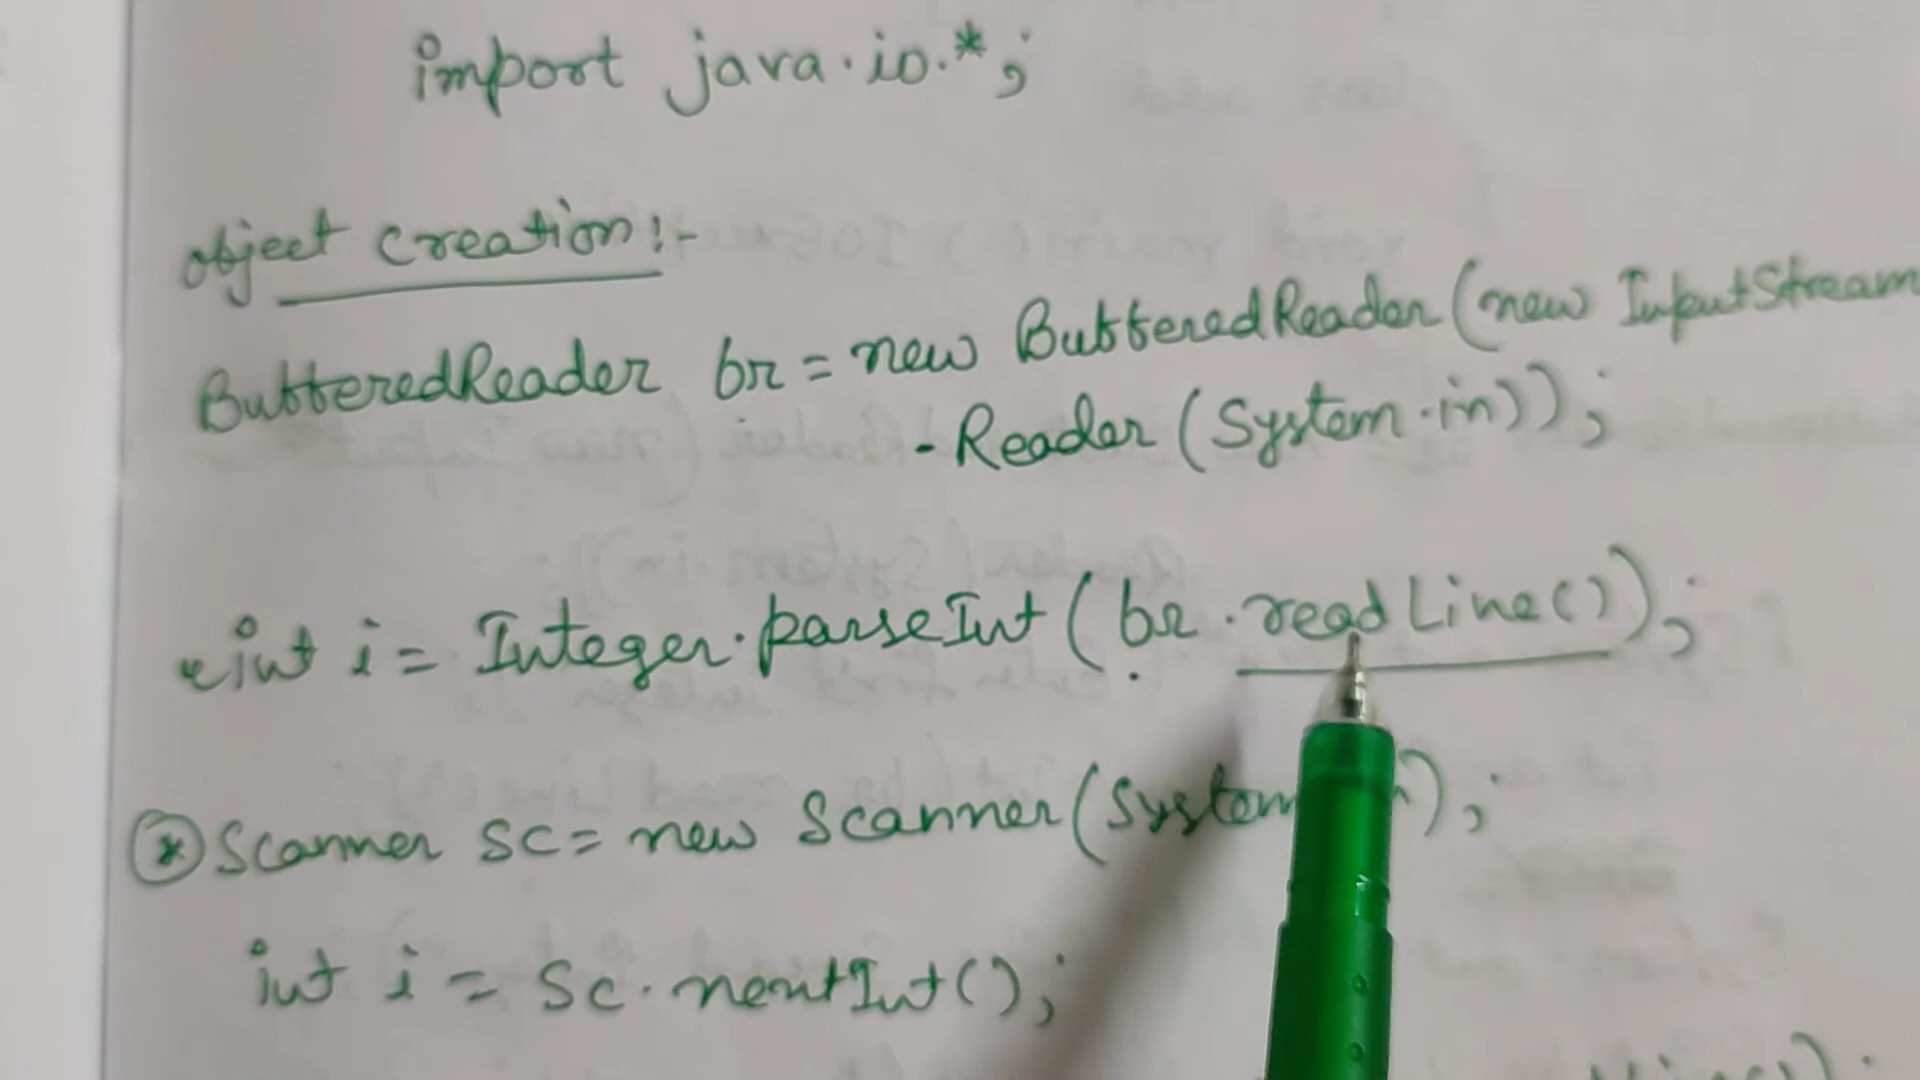 import java.io.*;
object creation:-
BufferedReader br = new BufferedReader(new InputStream
-Reader(System.in));
int i = Integer.parseInt(br.readLine());
* Scanner sc = new Scanner(System
int i = Sc.nextInt();